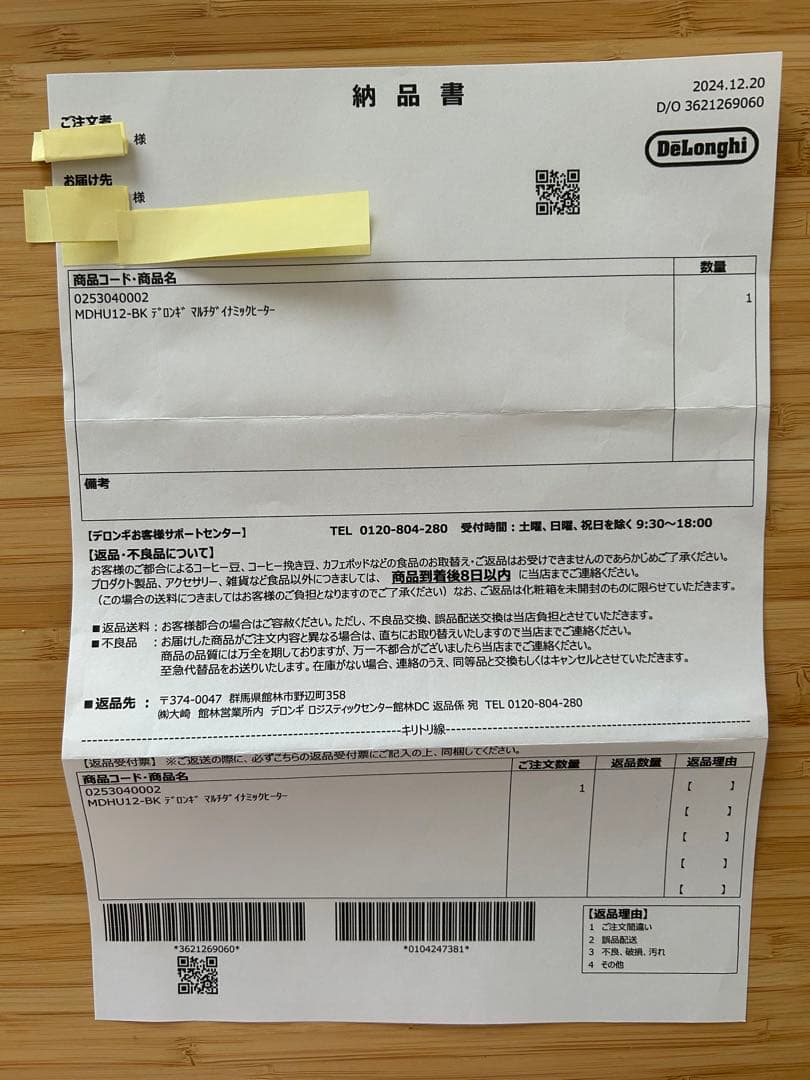 納 品 書
2024.12.20
D/O 3621269060
DeLonghi
ご注文者
様
お届け先
様
商品コード・商品名 数量
0253040002 1
MDHU12-BK ﾃﾞﾛﾝｷﾞ ﾏﾙﾁﾀﾞｲﾅﾐｯｸﾋｰﾀｰ
備考
【デロンギお客様サポートセンター】 TEL 0120-804-280 受付時間：土曜、日曜、祝日を除く 9:30～18:00
【返品・不良品について】
お客様のご都合によるコーヒー豆、コーヒー挽き豆、カフェポッドなどの食品のお取替え・ご返品はお受けできませんのであらかじめご了承ください。
プロダクト製品、アクセサリー、雑貨など食品以外につきましては、 商品到着後8日以内 に当店までご連絡ください。
（この場合の送料につきましてはお客様のご負担となりますのでご了承ください）なお、ご返品は化粧箱を未開封のものに限らせていただきます。
■返品送料：お客様都合の場合はご容赦ください。ただし、不良品交換、誤品配送交換は当店負担とさせていただきます。
■不良品 ：お届けした商品がご注文内容と異なる場合は、直ちにお取り替えいたしますので当店までご連絡ください。
商品の品質には万全を期しておりますが、万一不都合がございましたら当店までご連絡ください。
至急代替品をお送りいたします。在庫がない場合、連絡のうえ、同等品と交換もしくはキャンセルとさせていただきます。
■返品先 ： 〒374-0047 群馬県館林市野辺町358
㈱大崎 館林営業所内 デロンギ ロジスティックセンター館林DC 返品係 宛 TEL 0120-804-280
キリトリ線
【返品受付票】 ※ご返送の際に、必ずこちらの返品受付票にご記入の上、同梱してください。
商品コード・商品名 ご注文数量 返品数量 返品理由
0253040002 1 【 】
MDHU12-BK ﾃﾞﾛﾝｷﾞ ﾏﾙﾁﾀﾞｲﾅﾐｯｸﾋｰﾀｰ
【 】
【 】
【 】
【 】
*3621269060*
*0104247381*
【返品理由】
1 ご注文間違い
2 誤品配送
3 不良、破損、汚れ
4 その他